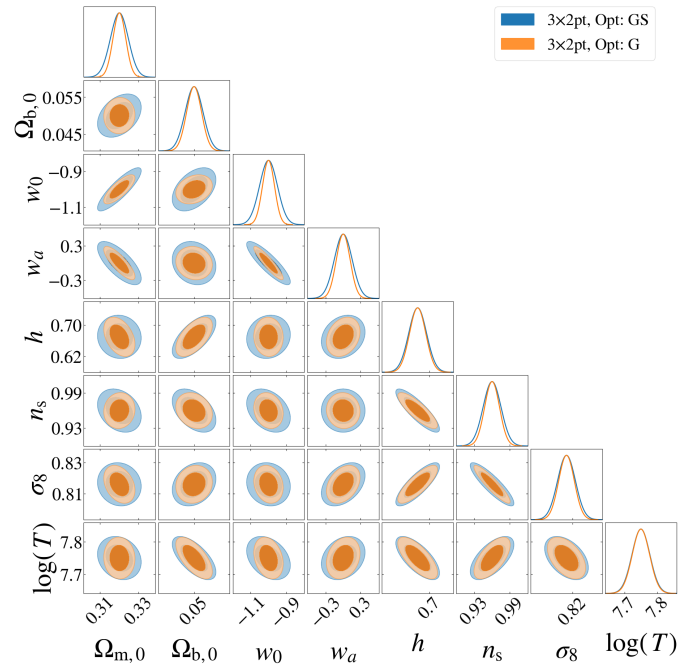 3×2pt, Opt: GS
3×2pt, Opt: G
0.055
0.045
Ω_{b,0}
−0.9
−1.1
w_0
0.3
−0.3
w_a
0.70
0.62
h
0.99
0.93
n_s
0.83
0.81
σ_8
7.8
7.7
log(T)
0.31 0.33 0.05 −1.1 −0.9 −0.3 0.3 0.7 0.93 0.99 0.82 7.7 7.8
Ω_{m,0} Ω_{b,0} w_0 w_a h n_s σ_8 log(T)